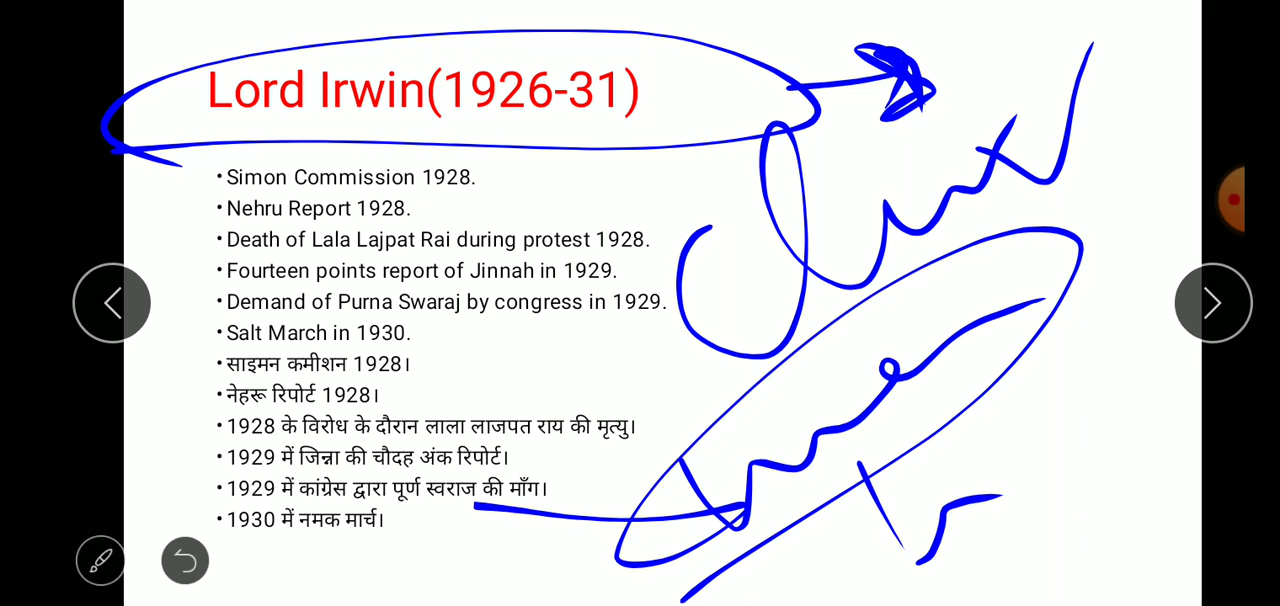 Lord Irwin(1926-31)
•Simon Commission 1928.
•Nehru Report 1928.
•Death of Lala Lajpat Rai during protest 1928.
•Fourteen points report of Jinnah in 1929.
•Demand of Purna Swaraj by congress in 1929.
•Salt March in 1930.
•साइमन कमीशन 1928।
•नेहरू रिपोर्ट 1928।
•1928 के विरोध के दौरान लाला लाजपत राय की मृत्यु।
•1929 में जिन्ना की चौदह अंक रिपोर्ट।
•1929 में कांग्रेस द्वारा पूर्ण स्वराज की माँग।
•1930 में नमक मार्च।